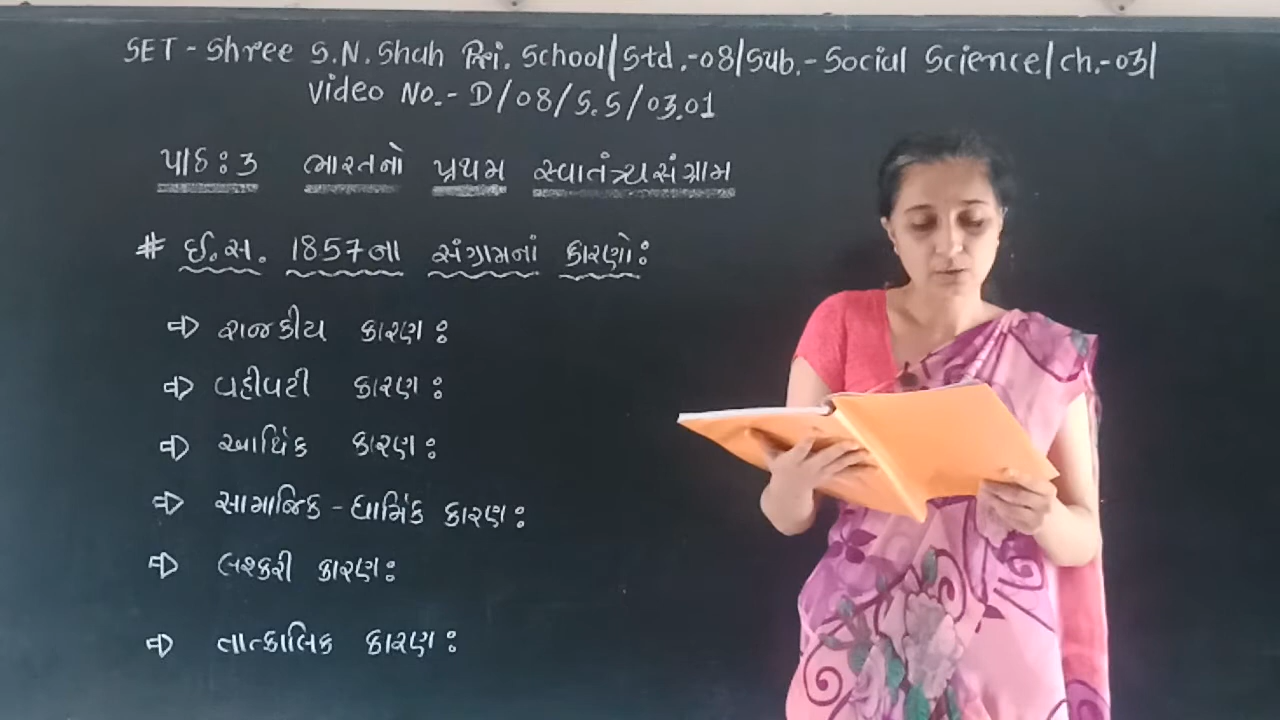 SET - Shree S.N. Shah Pri. School/Std.-08/Sub.- Social Science/ch.-03/
Video No.- D/08/S.S/03.01
પાઠ:3 ભારતનો પ્રથમ સ્વાતંત્ર્યસંગ્રામ
# ઈ.સ. 1857ના સંગ્રામનાં કારણો:
⇨ રાજકીય કારણ:
⇨ વહીવટી કારણ:
⇨ આર્થિક કારણ:
⇨ સામાજિક - ધાર્મિક કારણ:
⇨ લશ્કરી કારણ:
⇨ તાત્કાલિક કારણ: